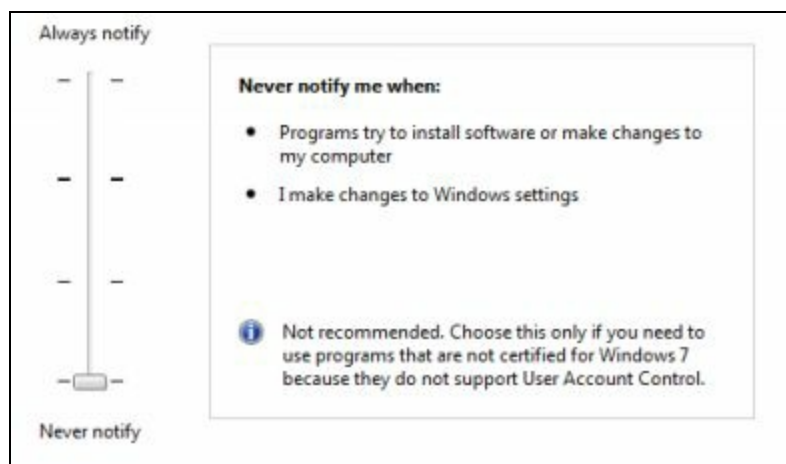 Always notify
Never notify me when:
• Programs try to install software or make changes to
my computer
• I make changes to Windows settings
Not recommended. Choose this only if you need to
use programs that are not certified for Windows 7
because they do not support User Account Control.
Never notify